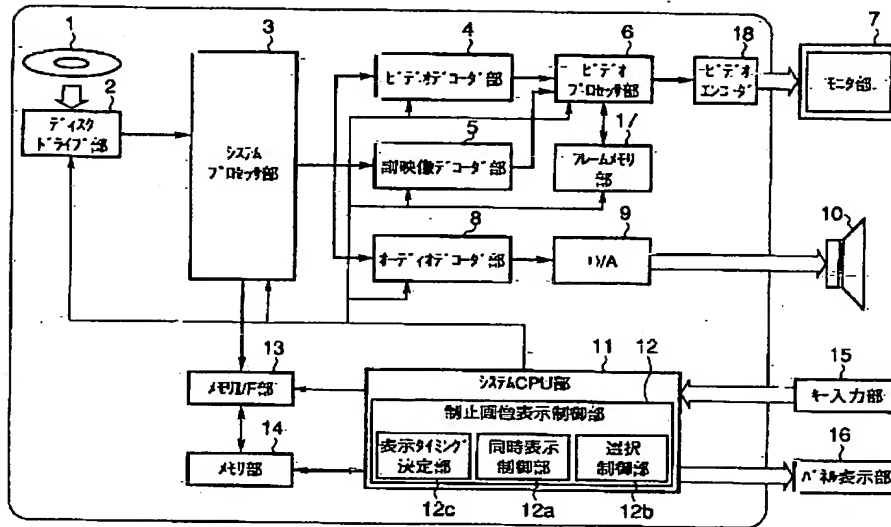 1
2
ディスク
ドライブ部
3
システム
プロセッサ部
4
ビデオデコーダ部
5
副映像デコーダ部
6
ビデオ
プロセッサ部
18
ビデオ
エンコーダ
7
モニタ部
17
フレームメモリ
部
8
オーディオデコーダ部
9
D/A
10
11
システムCPU部
12
制止画像表示制御部
表示タイミング
決定部
12c
同時表示
制御部
12a
選択
制御部
12b
13
メモリI/F部
14
メモリ部
15
キー入力部
16
パネル表示部